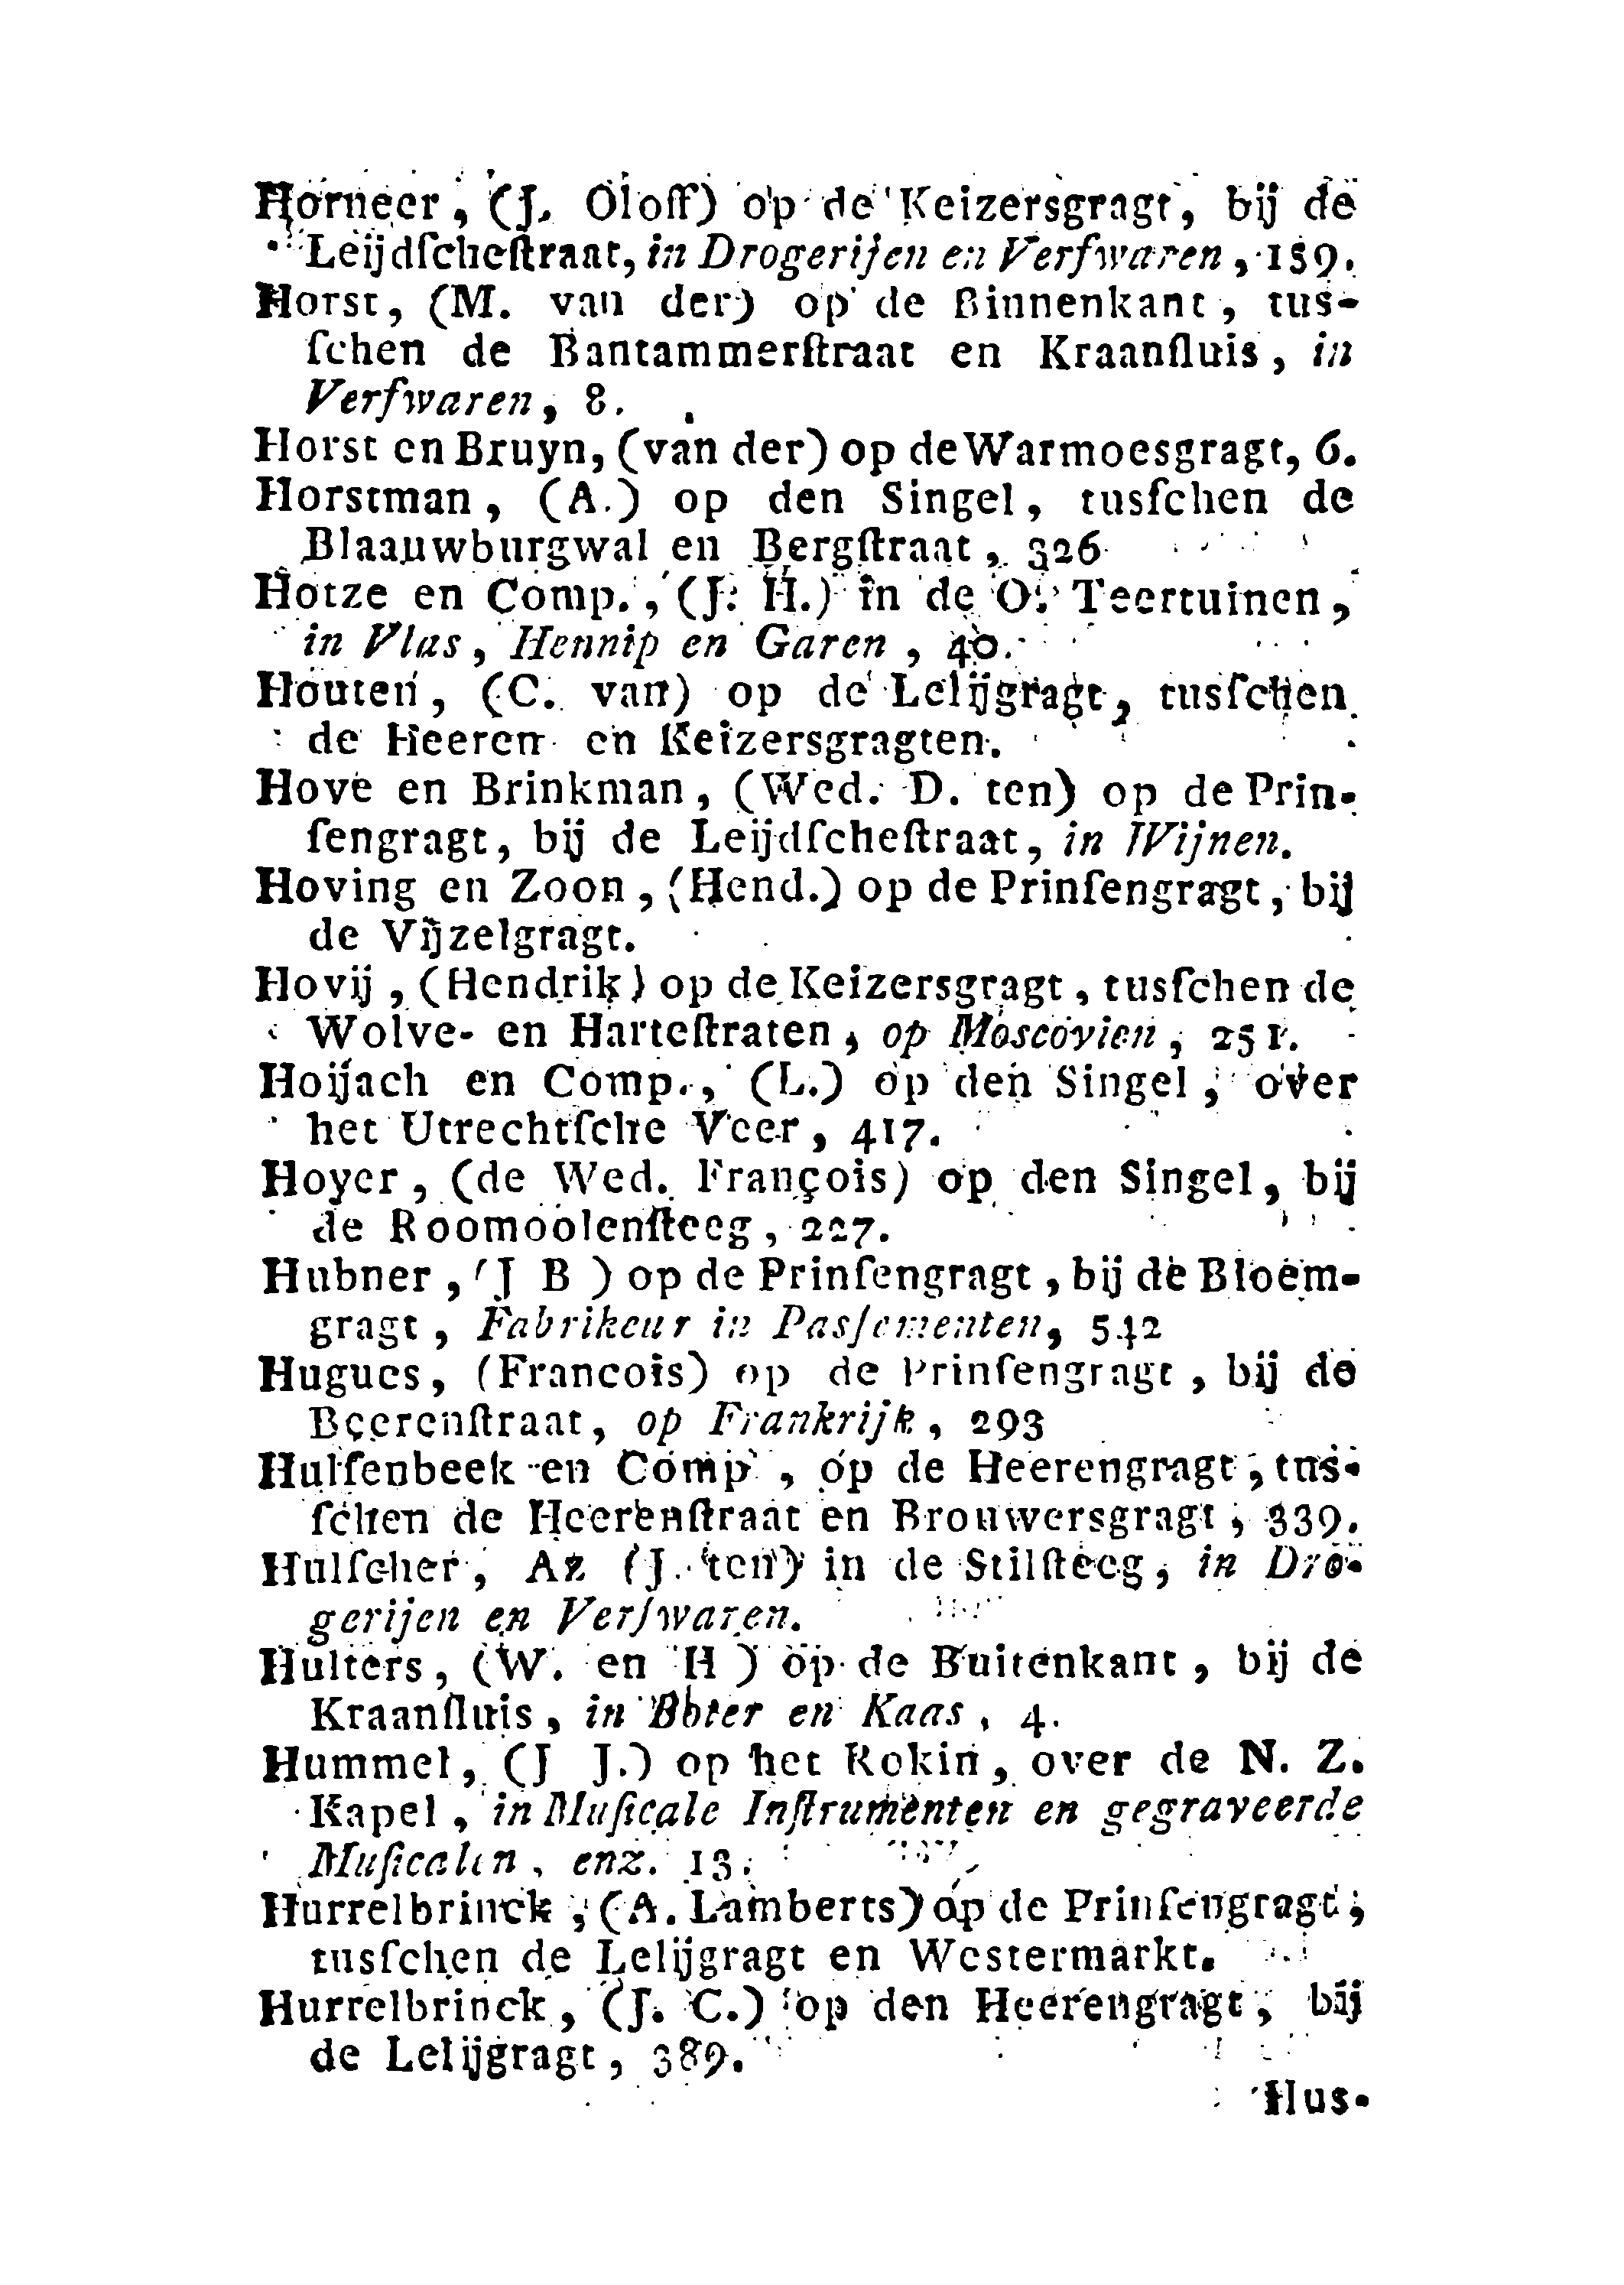 Horneer, (J. Oloff) op de Keizersgragt, bij de
Leijdſcheſtraat, in Drogerijen en Verfwaren, 159.
Horst, (M. van der) op de Binnenkant, tus-
ſchen de Bantammerſtraat en Kraanſluis, in
Verfwaren, 8.
Horst en Bruyn, (van der) op de Warmoesgragt, 6.
Horstman, (A.) op den Singel, tusſchen de
Blaauwburgwal en Bergſtraat, 326
Hotze en Comp., (J. H.) in de O. Teertuinen,
in Vlas, Hennip en Garen, 40.
Houten, (C. van) op de Lelijgragt, tusſchen
de Heeren en Keizersgragten.
Hove en Brinkman, (Wed. D. ten) op de Prin-
ſengragt, bij de Leijdſcheſtraat, in Wijnen.
Hoving en Zoon, (Hend.) op de Prinſengragt, bij
de Vijzelgragt.
Hovij, (Hendrik) op de Keizersgragt, tusſchen de
Wolve- en Harteſtraten, op Moscovien, 251.
Hoijach en Comp., (L.) op den Singel, over
het Utrechtſche Veer, 417.
Hoyer, (de Wed. François) op den Singel, bij
de Roomoolenſteeg, 227.
Hubner, (J B ) op de Prinſengragt, bij de Bloem-
gragt, Fabrikeur in Pasſementen, 542
Hugues, (Francois) op de Prinſengragt, bij de
Beerenſtraat, op Frankrijk, 293
Hulſenbeek en Comp, op de Heerengragt, tus-
ſchen de Heerenſtraat en Brouwersgragt, 339.
Hulſcher, Az (J. ten) in de Stilſteeg, in Dro-
gerijen en Verfwaren.
Hulters, (W. en H ) op de Buitenkant, bij de
Kraanſluis, in Boter en Kaas, 4.
Hummel, (J J.) op het Rokin, over de N. Z.
Kapel, in Muſicale Inſtrumenten en gegraveerde
Muſicalen, enz. 13.
Hurrelbrinck, (A. Lamberts) op de Prinſengragt,
tusſchen de Lelijgragt en Westermarkt.
Hurrelbrinck, (J. C.) op den Heerengragt, bij
de Lelijgragt, 389.
Hus-